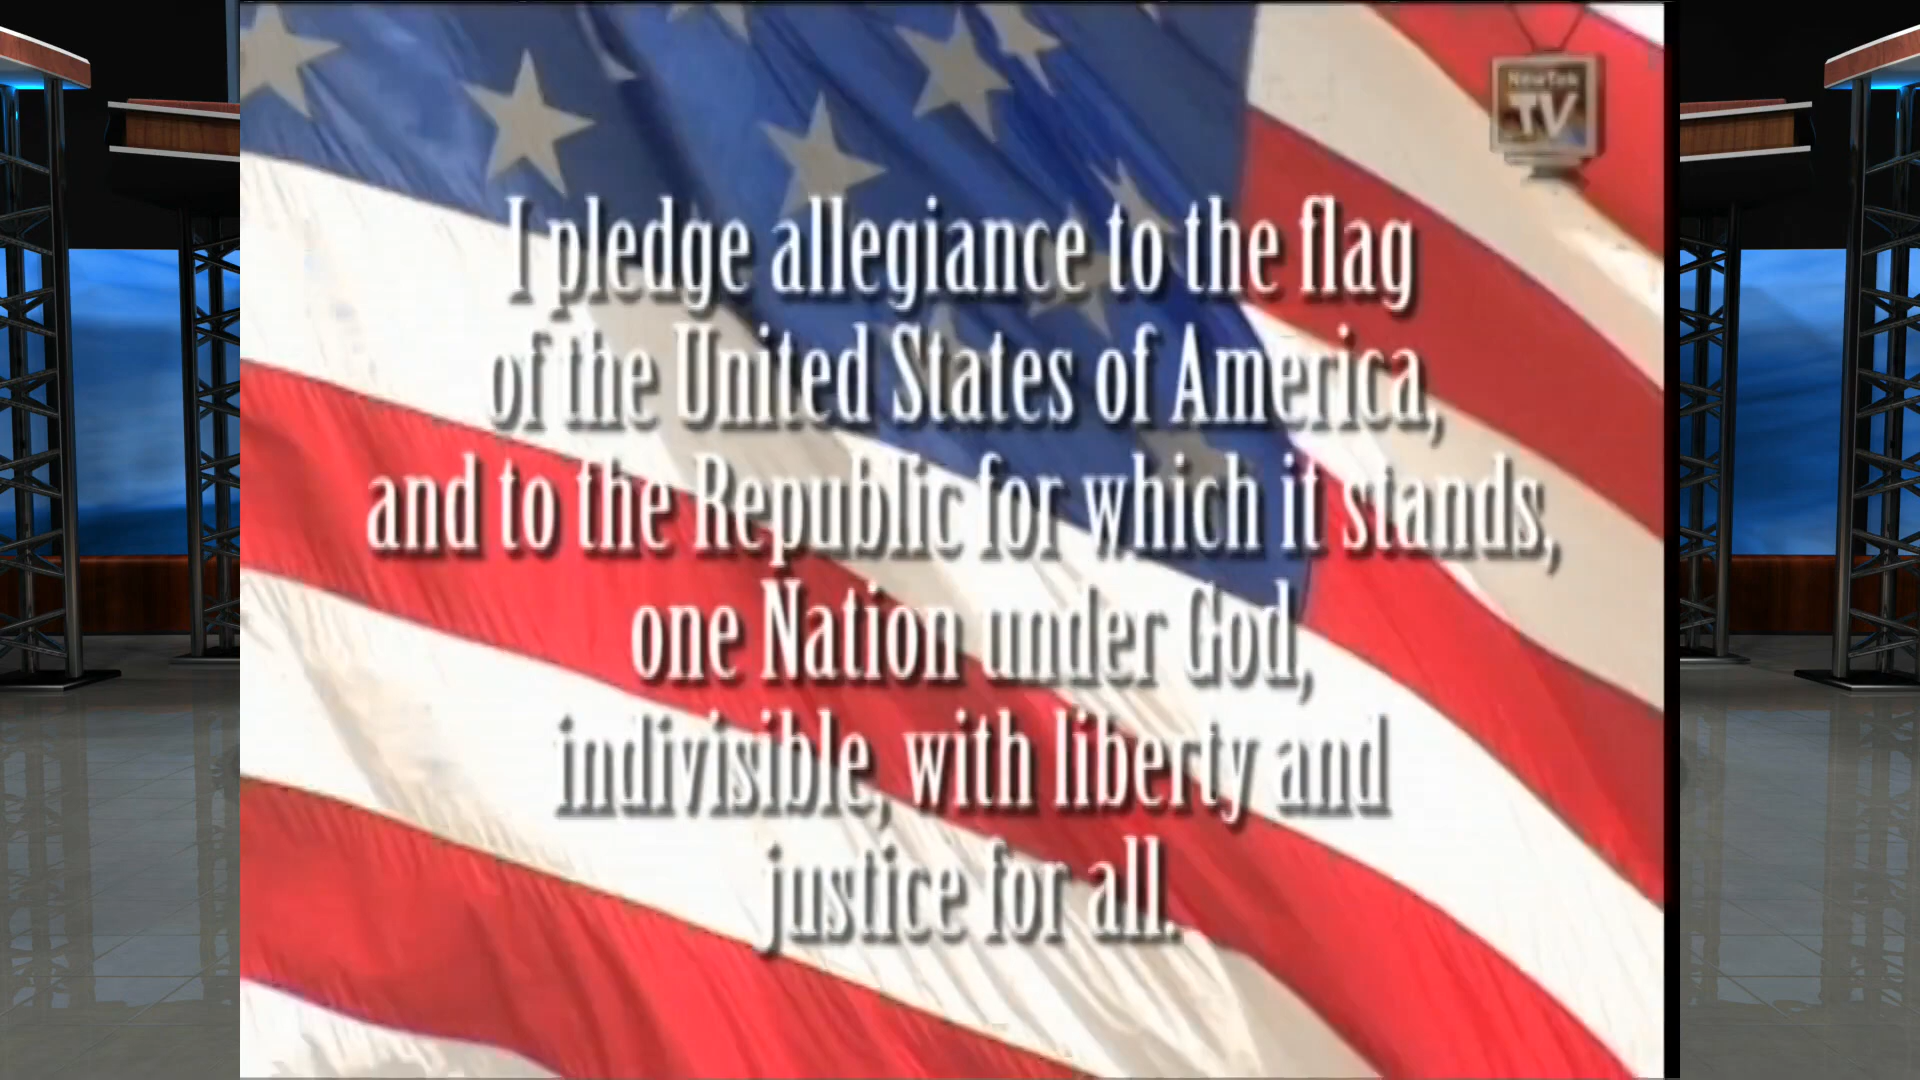 NewTek
TV
I pledge allegiance to the flag
of the United States of America,
and to the Republic for which it stands,
one Nation under God,
indivisible, with liberty and
justice for all.